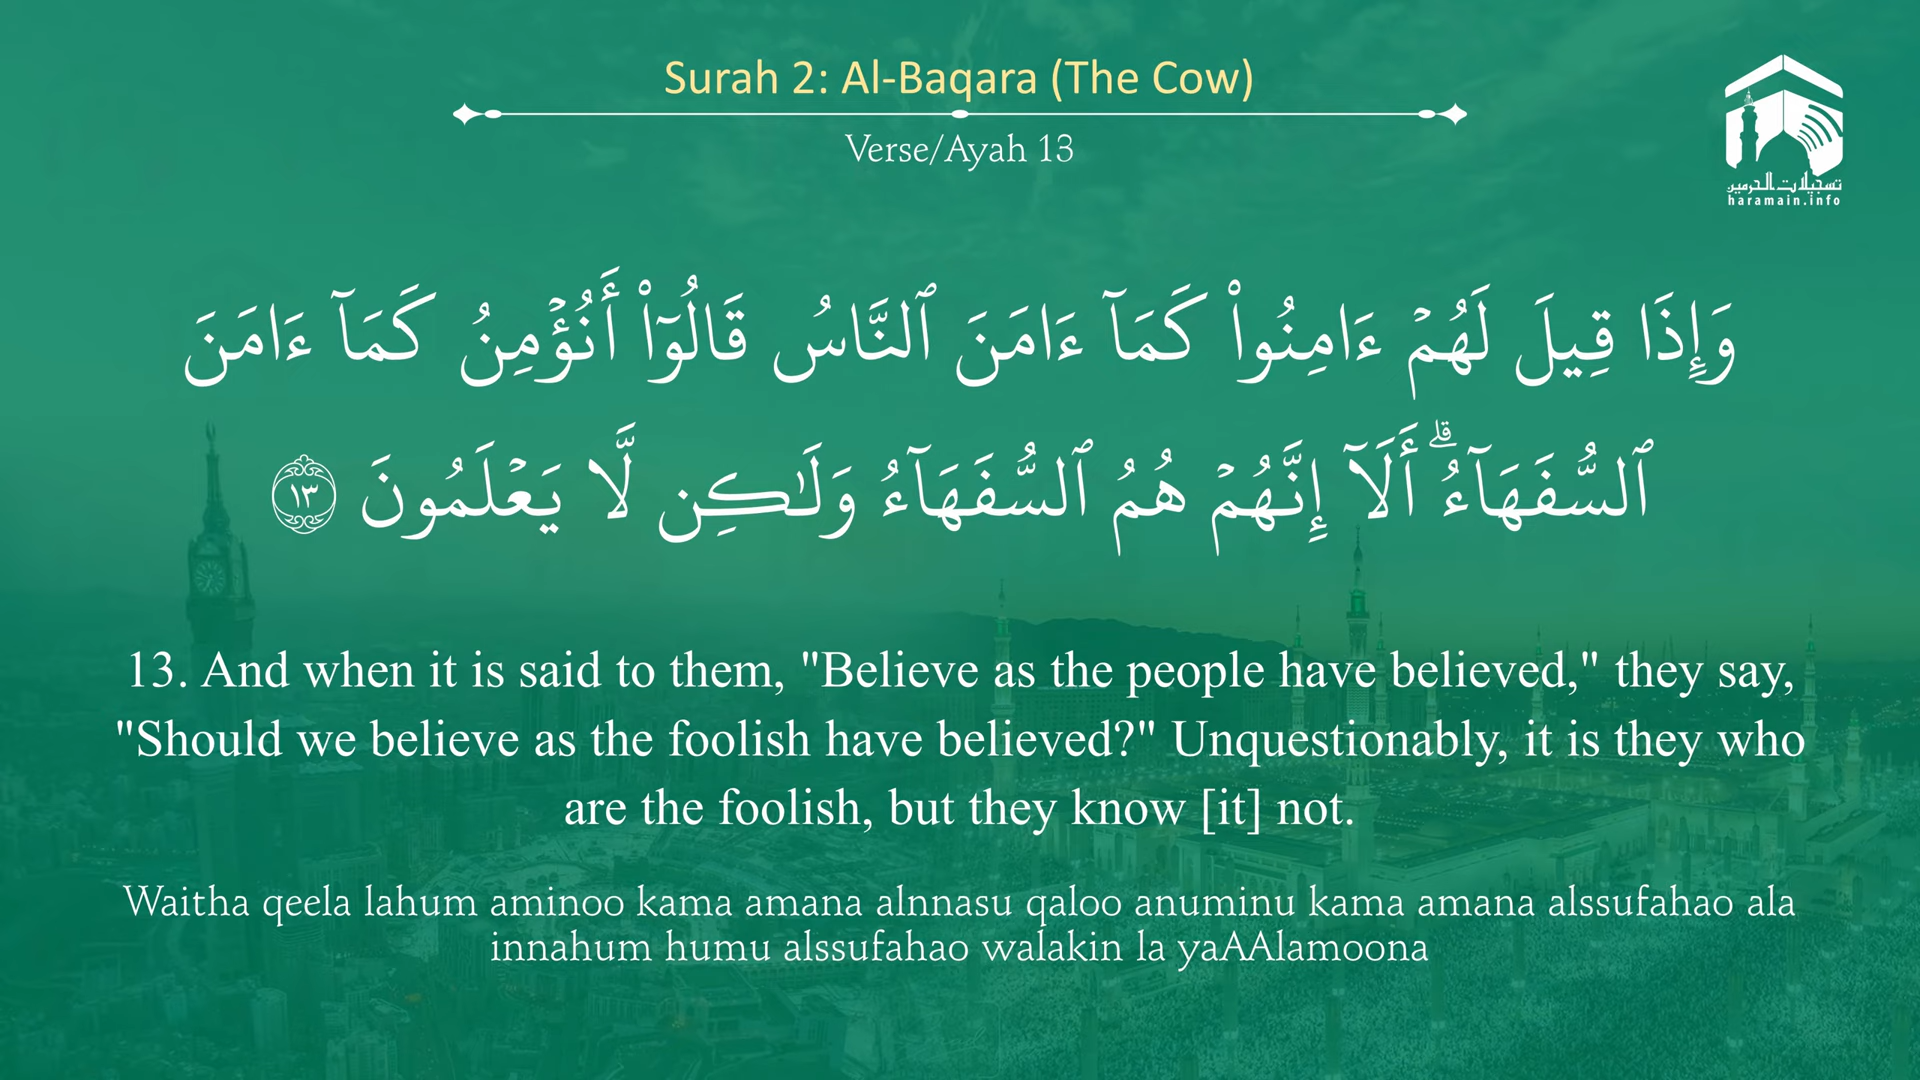 Surah 2: Al-Baqara (The Cow)
Verse/Ayah 13
تسجيلات الحرمين
haramain.info
وَإِذَا قِيلَ لَهُمۡ ءَامِنُواْ كَمَآ ءَامَنَ ٱلنَّاسُ قَالُوٓاْ أَنُؤۡمِنُ كَمَآ ءَامَنَ
ٱلسُّفَهَآءُۗ أَلَآ إِنَّهُمۡ هُمُ ٱلسُّفَهَآءُ وَلَٰكِن لَّا يَعۡلَمُونَ ١٣
13. And when it is said to them, "Believe as the people have believed," they say,
"Should we believe as the foolish have believed?" Unquestionably, it is they who
are the foolish, but they know [it] not.
Waitha qeela lahum aminoo kama amana alnnasu qaloo anuminu kama amana alssufahao ala
innahum humu alssufahao walakin la yaAAlamoona